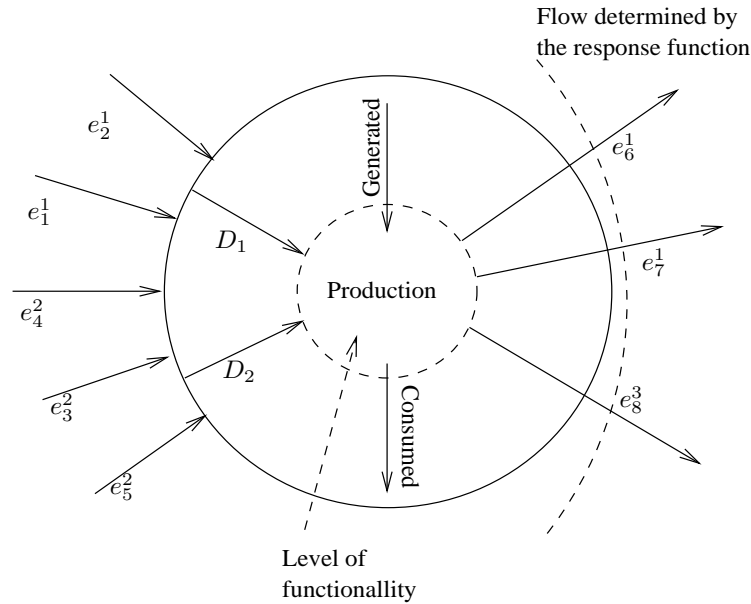 Flow determined by
the response function
e_2^1
e_6^1
Generated
e_1^1
D_1
e_7^1
Production
e_4^2
D_2
e_3^2
e_8^3
Consumed
e_5^2
Level of
functionallity